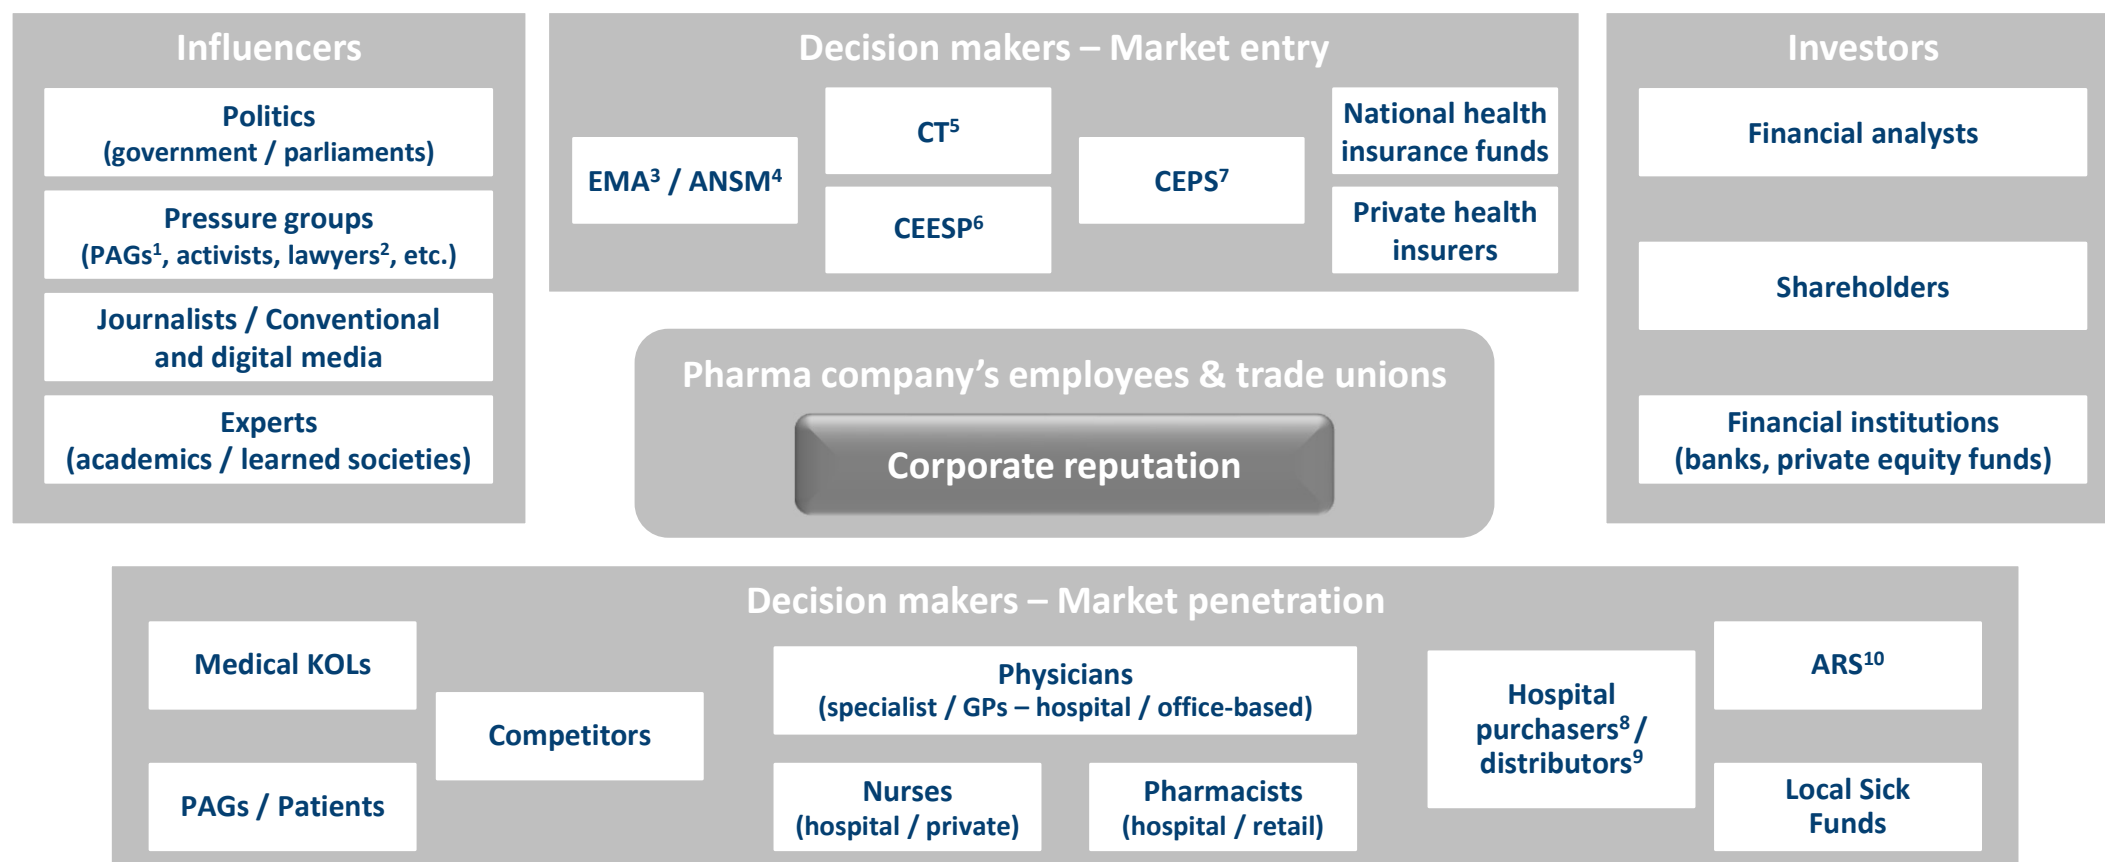 Influencers
Politics
(government / parliaments)
Pressure groups
(PAGs¹, activists, lawyers², etc.)
Journalists / Conventional
and digital media
Experts
(academics / learned societies)
Decision makers – Market entry
EMA³ / ANSM⁴
CT⁵
CEESP⁶
CEPS⁷
National health
insurance funds
Private health
insurers
Investors
Financial analysts
Shareholders
Financial institutions
(banks, private equity funds)
Pharma company’s employees & trade unions
Corporate reputation
Decision makers – Market penetration
Medical KOLs
PAGs / Patients
Competitors
Physicians
(specialist / GPs – hospital / office-based)
Nurses
(hospital / private)
Pharmacists
(hospital / retail)
Hospital
purchasers⁸ /
distributors⁹
ARS¹⁰
Local Sick
Funds